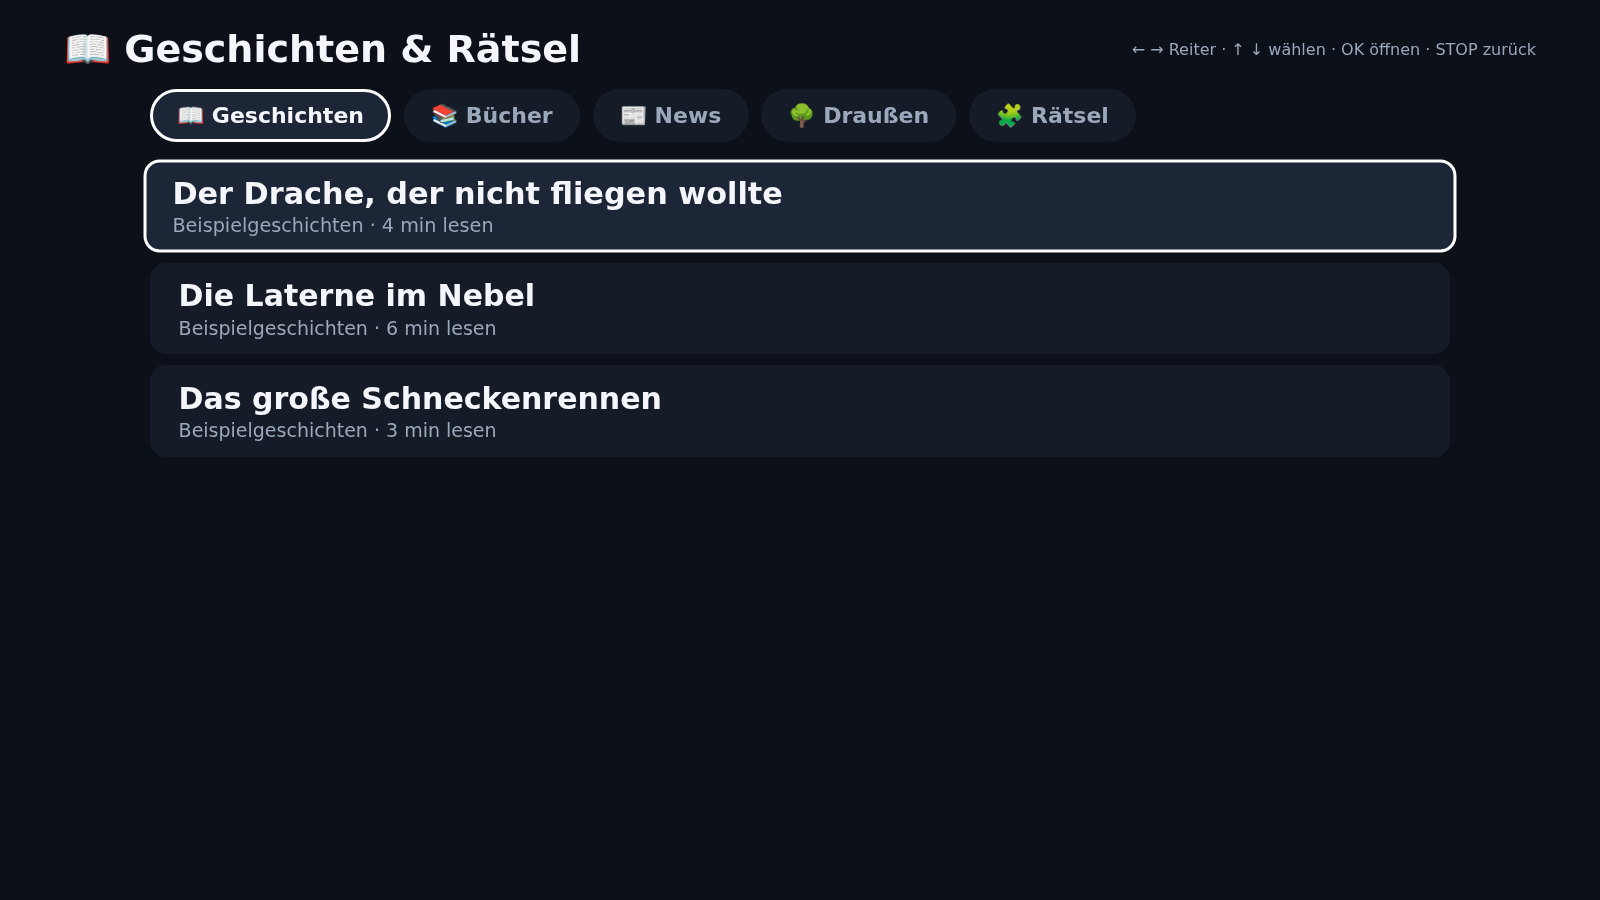 Geschichten & Rätsel
← → Reiter · ↑ ↓ wählen · OK öffnen · STOP zurück
Geschichten
Bücher
News
Draußen
Rätsel
Der Drache, der nicht fliegen wollte
Beispielgeschichten · 4 min lesen
Die Laterne im Nebel
Beispielgeschichten · 6 min lesen
Das große Schneckenrennen
Beispielgeschichten · 3 min lesen